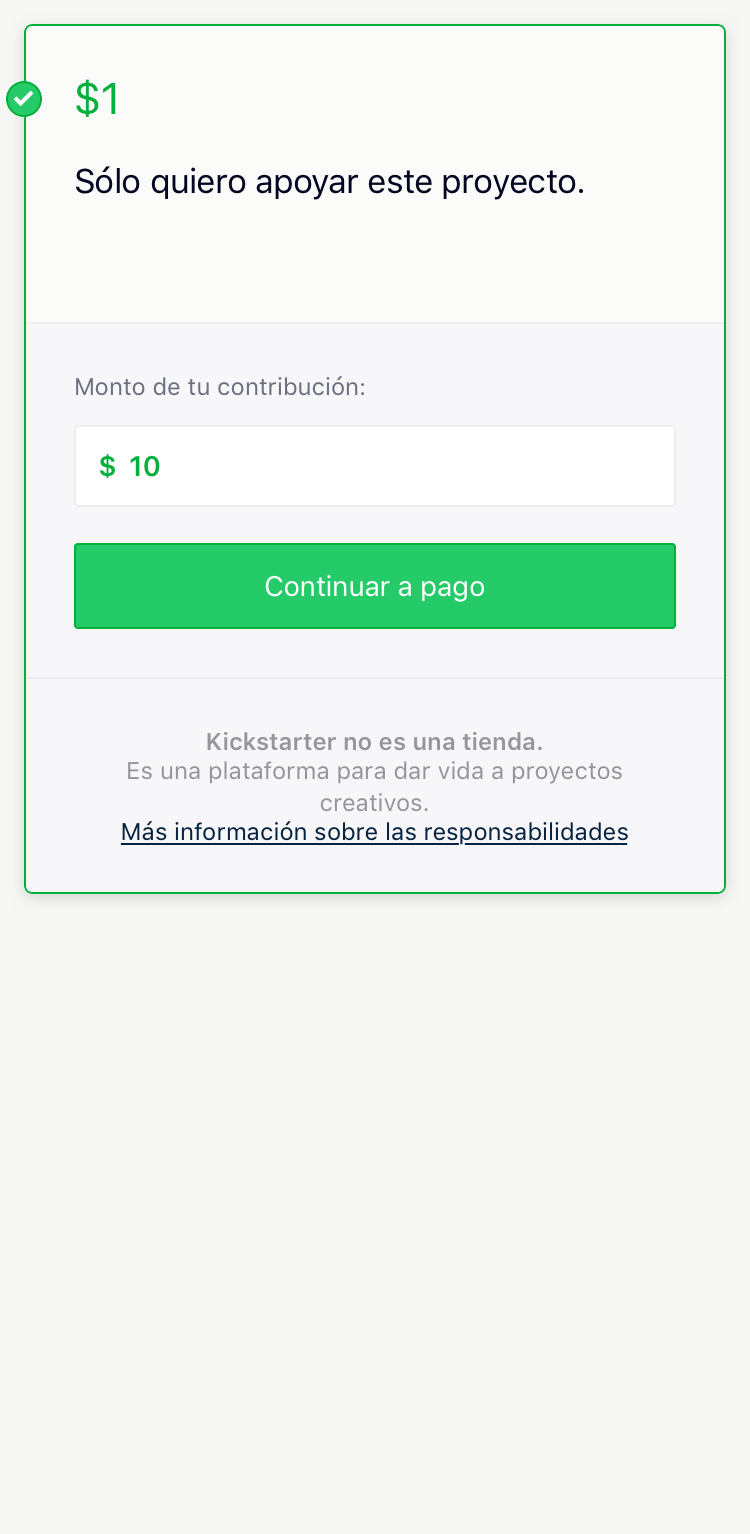 $1
Sólo quiero apoyar este proyecto.
Monto de tu contribución:
$ 10
Continuar a pago
Kickstarter no es una tienda.
Es una plataforma para dar vida a proyectos
creativos.
Más información sobre las responsabilidades